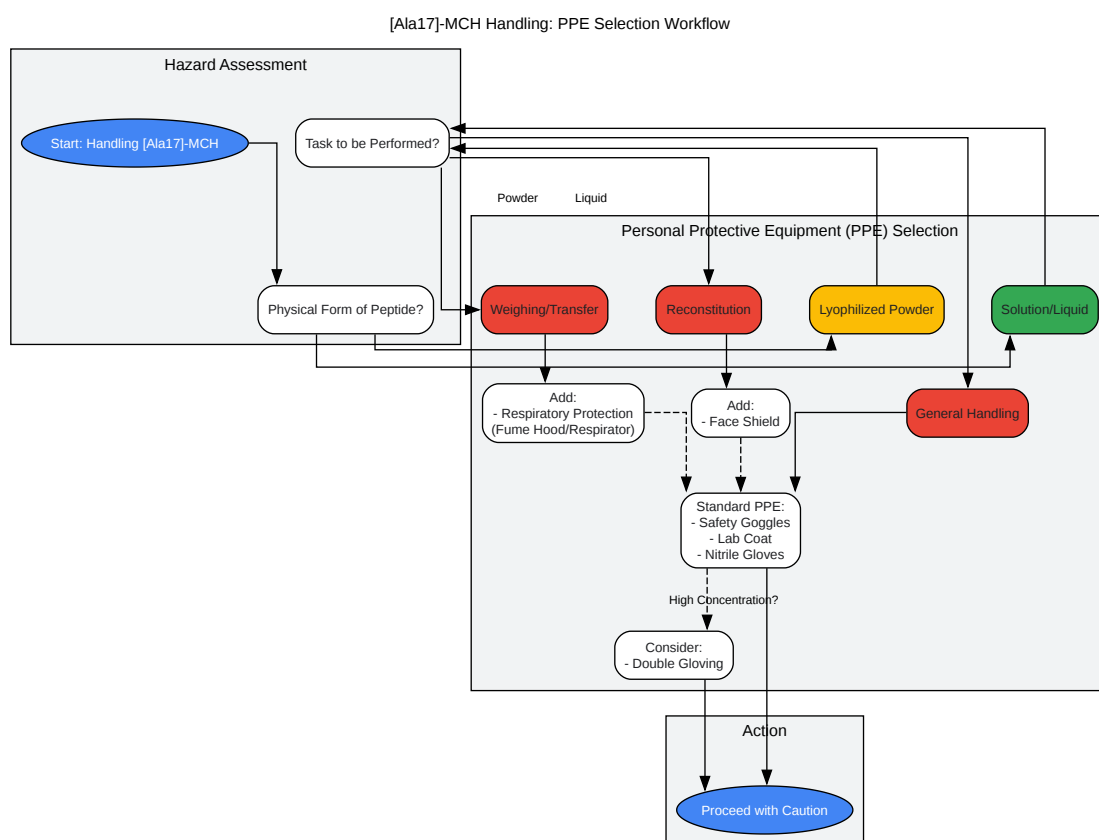 [Ala17]-MCH Handling: PPE Selection Workflow
Hazard Assessment
Start: Handling [Ala17]-MCH
Task to be Performed?
Powder
Liquid
Personal Protective Equipment (PPE) Selection
Physical Form of Peptide?
Weighing/Transfer
Reconstitution
Lyophilized Powder
Solution/Liquid
Add:
- Respiratory Protection
(Fume Hood/Respirator)
Add:
- Face Shield
General Handling
Standard PPE:
- Safety Goggles
- Lab Coat
- Nitrile Gloves
High Concentration?
Consider:
- Double Gloving
Action
Proceed with Caution